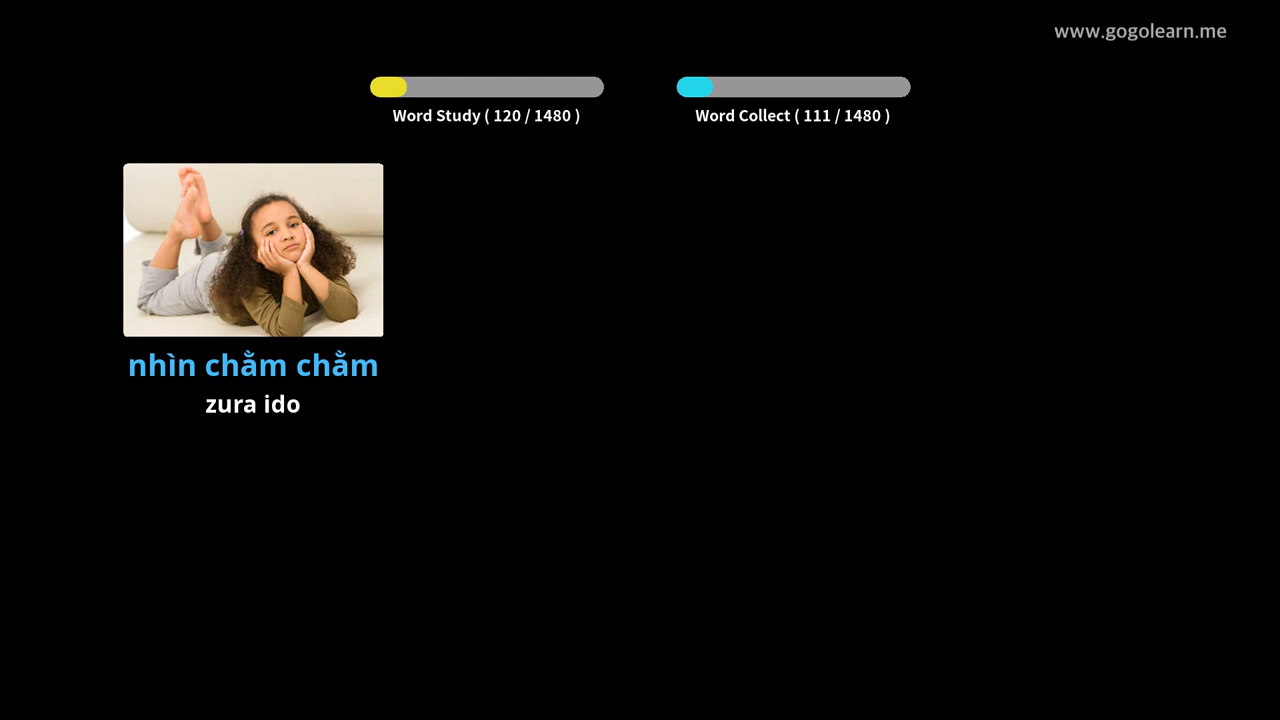 www.gogolearn.me
Word Study ( 120 / 1480 )
Word Collect ( 111 / 1480 )
nhìn chằm chằm
zura ido